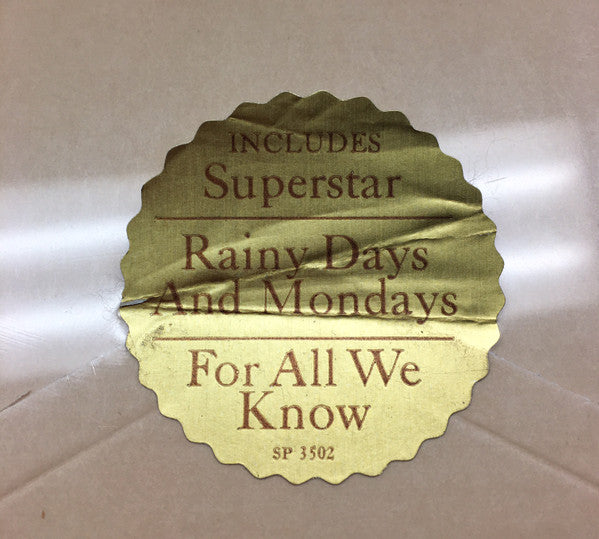 INCLUDES
Superstar
Rainy Days
And Mondays
For All We
Know
SP 3502